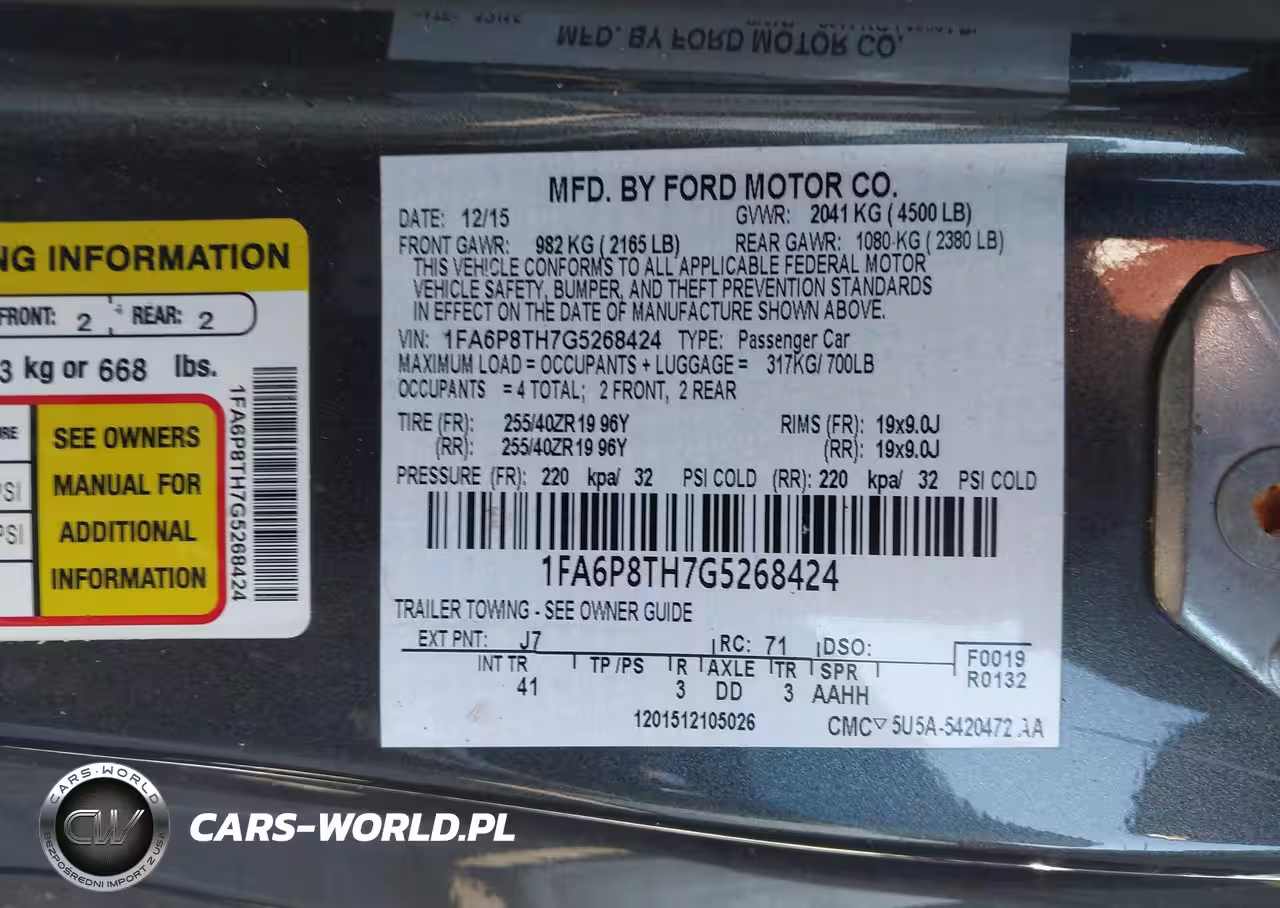 MFD. BY FORD MOTOR CO.
MFD. BY FORD MOTOR CO.
DATE: 12/15 GVWR: 2041 KG ( 4500 LB)
FRONT GAWR: 982 KG ( 2165 LB) REAR GAWR: 1080 KG ( 2380 LB)
THIS VEHICLE CONFORMS TO ALL APPLICABLE FEDERAL MOTOR
VEHICLE SAFETY, BUMPER, AND THEFT PREVENTION STANDARDS
IN EFFECT ON THE DATE OF MANUFACTURE SHOWN ABOVE.
VIN: 1FA6P8TH7G5268424 TYPE: Passenger Car
MAXIMUM LOAD = OCCUPANTS + LUGGAGE = 317KG/ 700LB
OCCUPANTS = 4 TOTAL; 2 FRONT, 2 REAR
TIRE (FR): 255/40ZR19 96Y RIMS (FR): 19x9.0J
(RR): 255/40ZR19 96Y (RR): 19x9.0J
PRESSURE (FR): 220 kpa/ 32 PSI COLD (RR): 220 kpa/ 32 PSI COLD
1FA6P8TH7G5268424
TRAILER TOWING - SEE OWNER GUIDE
EXT PNT: J7 RC: 71 DSO:
F0019
R0132
INT TR TP/PS R AXLE TR SPR
41 3 DD 3 AAHH
1201512105026 CMC 5U5A-5420472 AA
NG INFORMATION
FRONT: 2 REAR: 2
3 kg or 668 lbs.
RE
PSI
PSI
SEE OWNERS
MANUAL FOR
ADDITIONAL
INFORMATION
1FA6P8TH7G5268424
CARS-WORLD
CW
BEZPOŚREDNI IMPORT Z USA
CARS-WORLD.PL